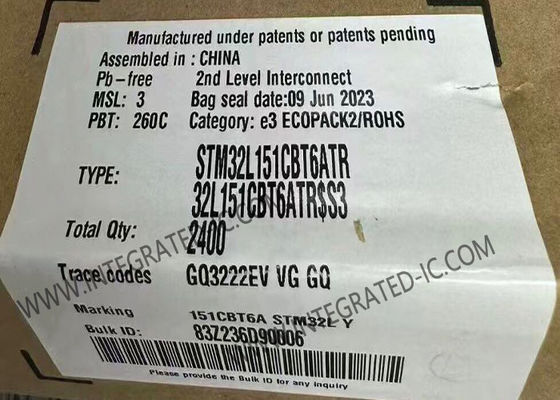 Manufactured under patents or patents pending
Assembled in : CHINA
Pb-free 2nd Level Interconnect
MSL: 3 Bag seal date:09 Jun 2023
PBT: 260C Category: e3 ECOPACK2/ROHS
TYPE: STM32L151CBT6ATR
32L151CBT6ATR$S3
Total Qty: 2400
Trace codes GQ3222EV VG GQ
Marking 151CBT6A STM32L Y
Bulk ID: 83Z236D90006
Please provide the Bulk ID for any inquiry
INTEGRATED-IC.COM
INTEGRATED-IC.COM